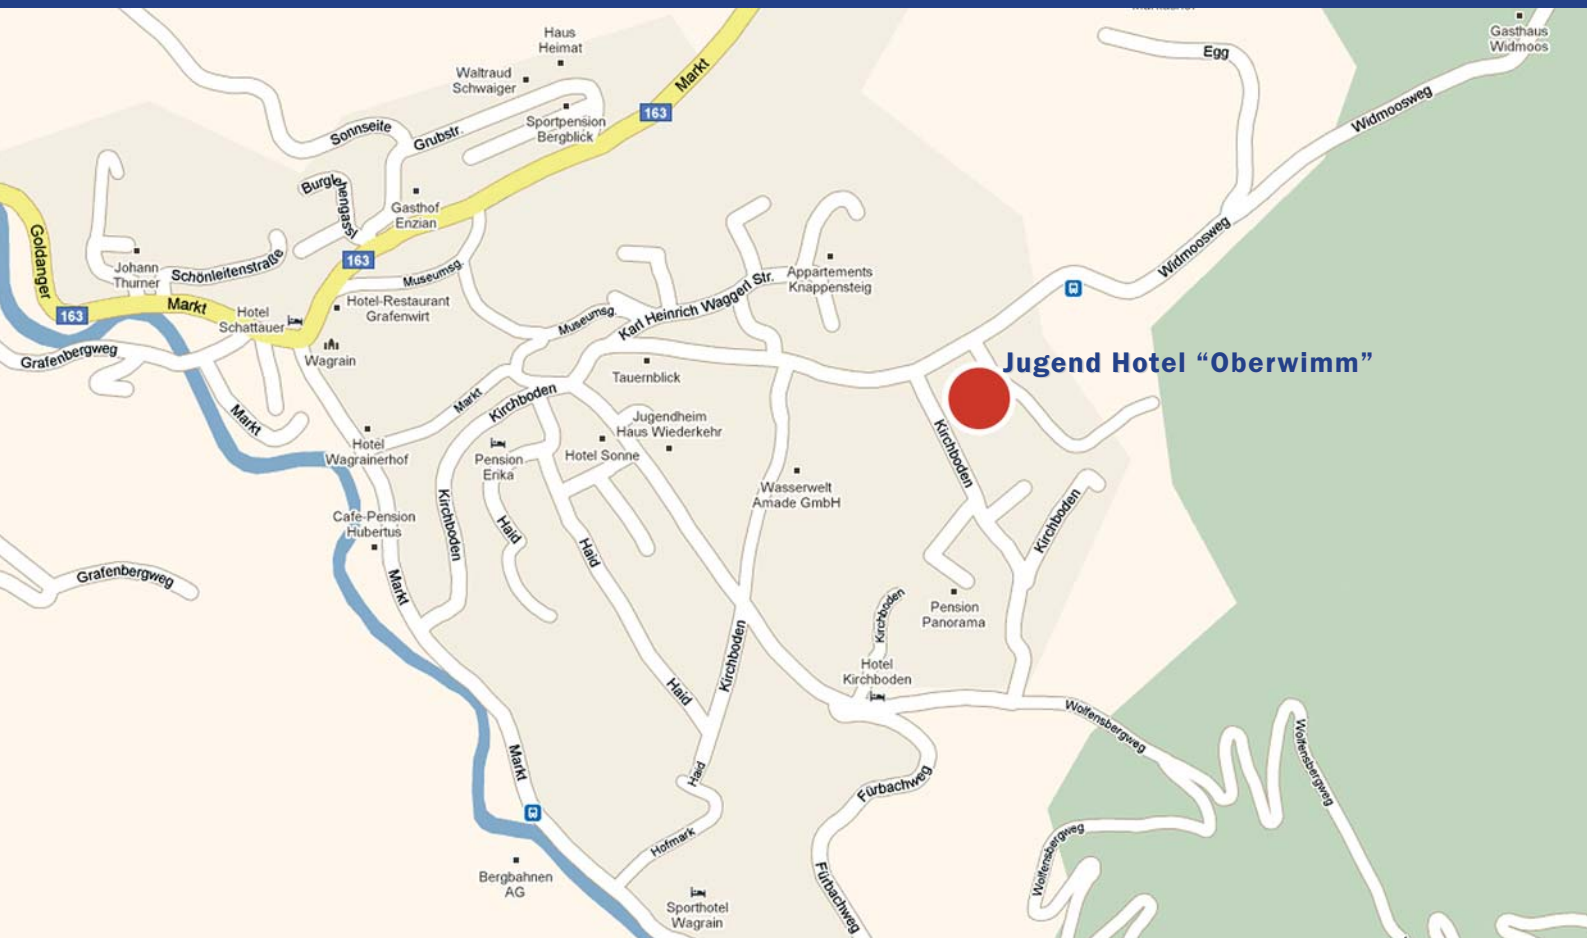 Gasthaus
Widmoos
Haus
Heimat
Egg
Markt
Waltraud
Schwaiger
Widmoosweg
163
Sportpension
Bergblick
Sonnseite
Grubstr.
Burglehengassl
Gasthof
Enzian
Widmoosweg
Goldanger
163
Johann
Thurner
Schönleitenstraße
Museumsg.
Appartements
Knappensteig
Karl Heinrich Waggerl Str.
Hotel-Restaurant
Grafenwirt
Markt
163
Hotel
Schattauer
Museumsg.
Grafenbergweg
Wagrain
Jugend Hotel “Oberwimm”
Tauernblick
Markt
Kirchboden
Markt
Jugendheim
Haus Wiederkehr
Hotel
Wagrainerhof
Hotel Sonne
Pension
Erika
Kirchboden
Wasserwelt
Amade GmbH
Kirchboden
Haid
Kirchboden
Cafe-Pension
Hubertus
Haid
Grafenbergweg
Markt
Pension
Panorama
Kirchboden
Kirchboden
Hotel
Kirchboden
Haid
Wolfensbergweg
Wolfensbergweg
Markt
Haid
Fürbachweg
Hofmark
Wolfensbergweg
Bergbahnen
AG
Fürbachweg
Sporthotel
Wagrain